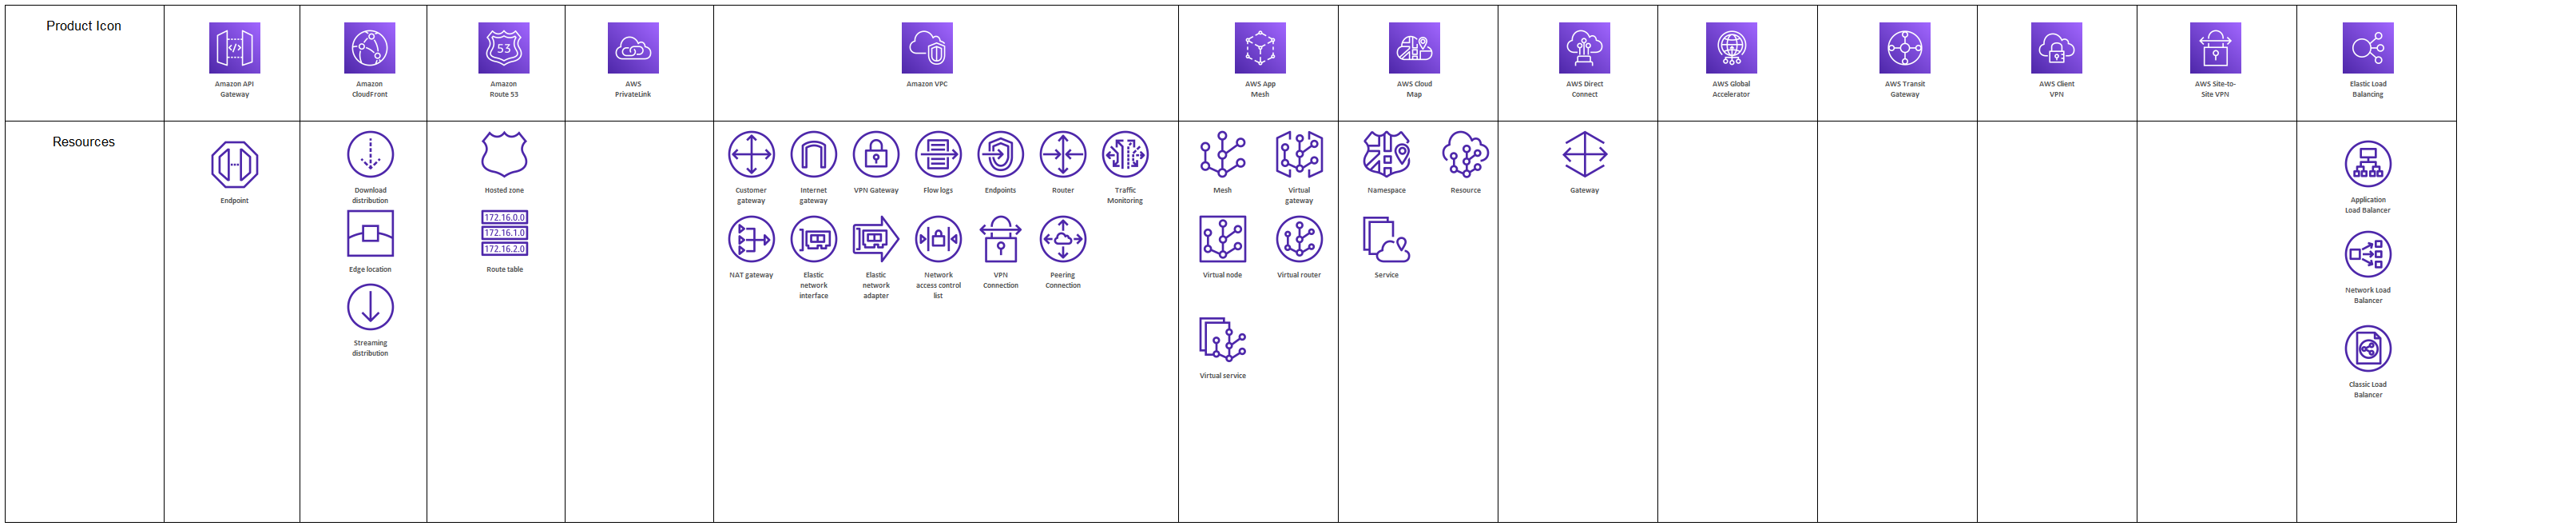 Product Icon
53
Amazon API
Gateway
Amazon
CloudFront
Amazon
Route 53
AWS
PrivateLink
Amazon VPC
AWS App
Mesh
AWS Cloud
Map
AWS Direct
Connect
AWS Global
Accelerator
AWS Transit
Gateway
AWS Client
VPN
AWS Site-to-
Site VPN
Elastic Load
Balancing
Resources
Endpoint
Download
distribution
Edge location
Streaming
distribution
Hosted zone
172.16.0.0
172.16.1.0
172.16.2.0
Route table
Customer
gateway
Internet
gateway
VPN Gateway
Flow logs
Endpoints
Router
Traffic
Monitoring
NAT gateway
Elastic
network
interface
Elastic
network
adapter
Network
access control
list
VPN
Connection
Peering
Connection
Mesh
Virtual
gateway
Virtual node
Virtual router
Virtual service
Namespace
Resource
Service
Gateway
Application
Load Balancer
Network Load
Balancer
Classic Load
Balancer